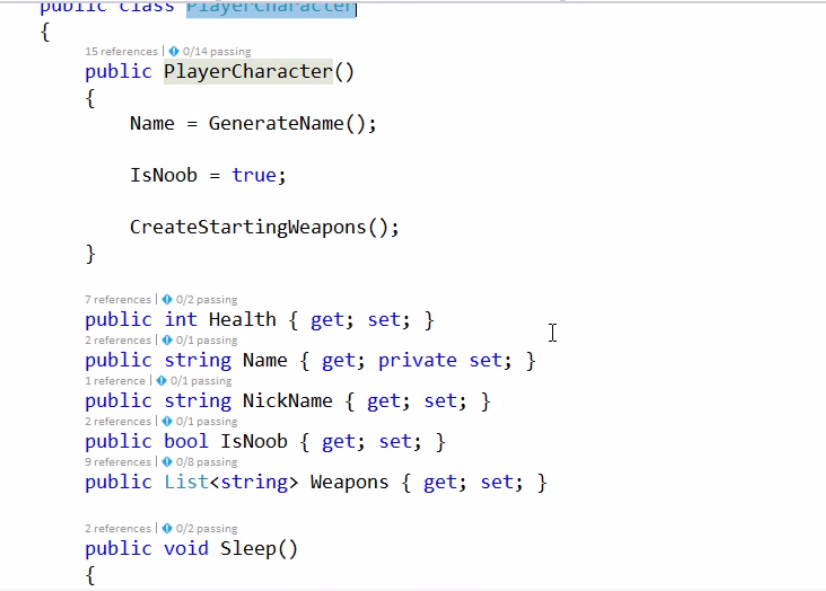 public class PlayerCharacter
{
15 references | 0/14 passing
public PlayerCharacter()
{
Name = GenerateName();
IsNoob = true;
CreateStartingWeapons();
}
7 references | 0/2 passing
public int Health { get; set; }
2 references | 0/1 passing
public string Name { get; private set; }
1 reference | 0/1 passing
public string NickName { get; set; }
2 references | 0/1 passing
public bool IsNoob { get; set; }
9 references | 0/8 passing
public List<string> Weapons { get; set; }
2 references | 0/2 passing
public void Sleep()
{